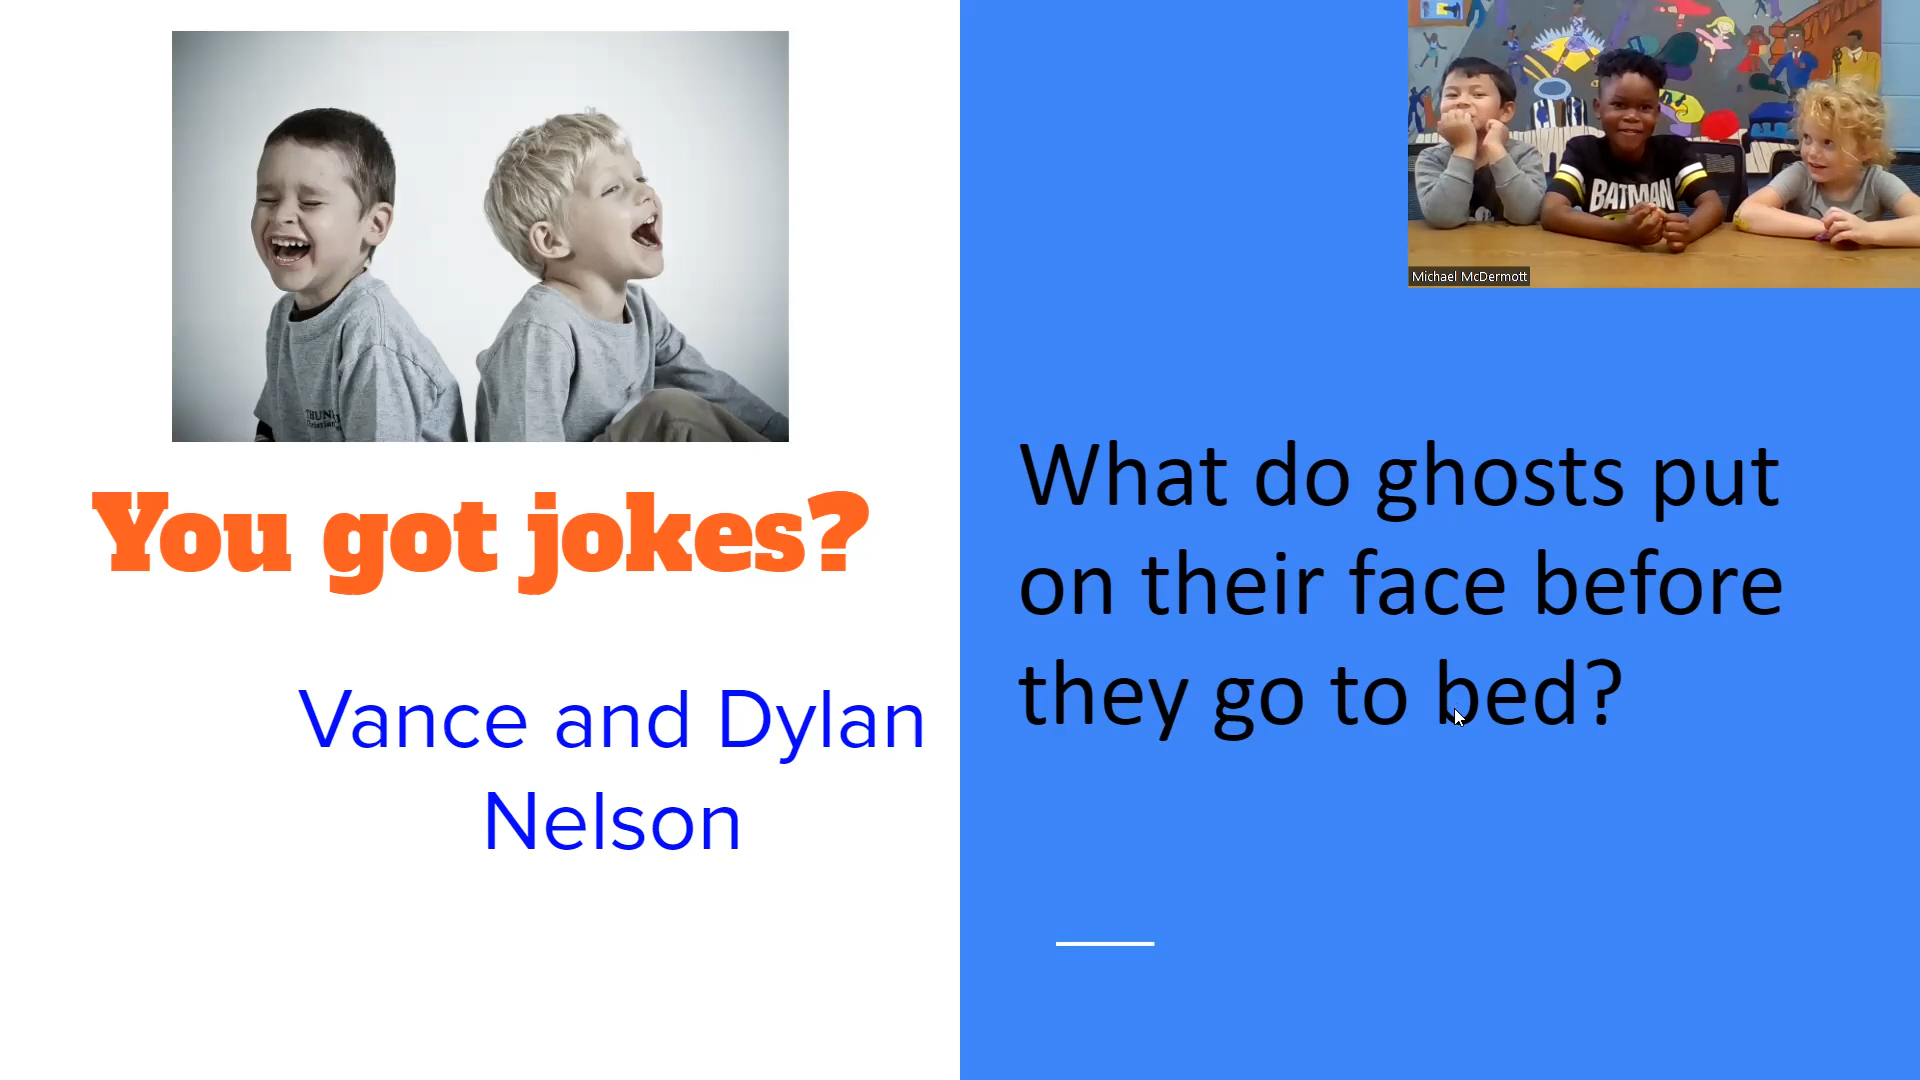 You got jokes?
Vance and Dylan
Nelson
What do ghosts put
on their face before
they go to bed?
Michael McDermott
BATMAN